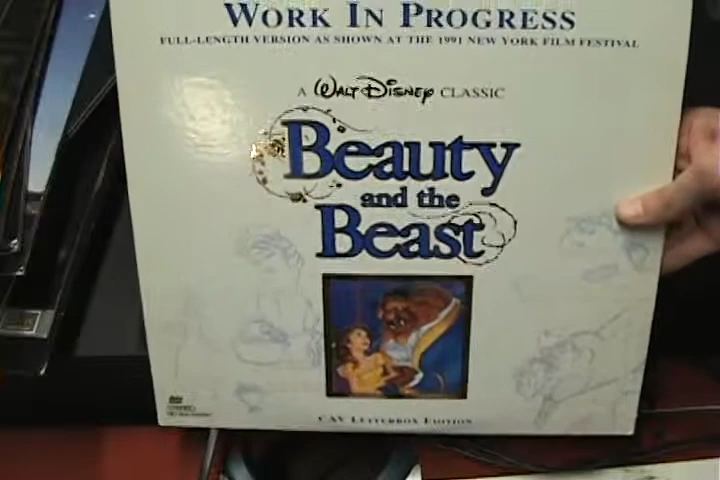 WORK IN PROGRESS
FULL-LENGTH VERSION AS SHOWN AT THE 1991 NEW YORK FILM FESTIVAL
A WALT DISNEY CLASSIC
Beauty
and the
Beast
CAV LETTERBOX EDITION